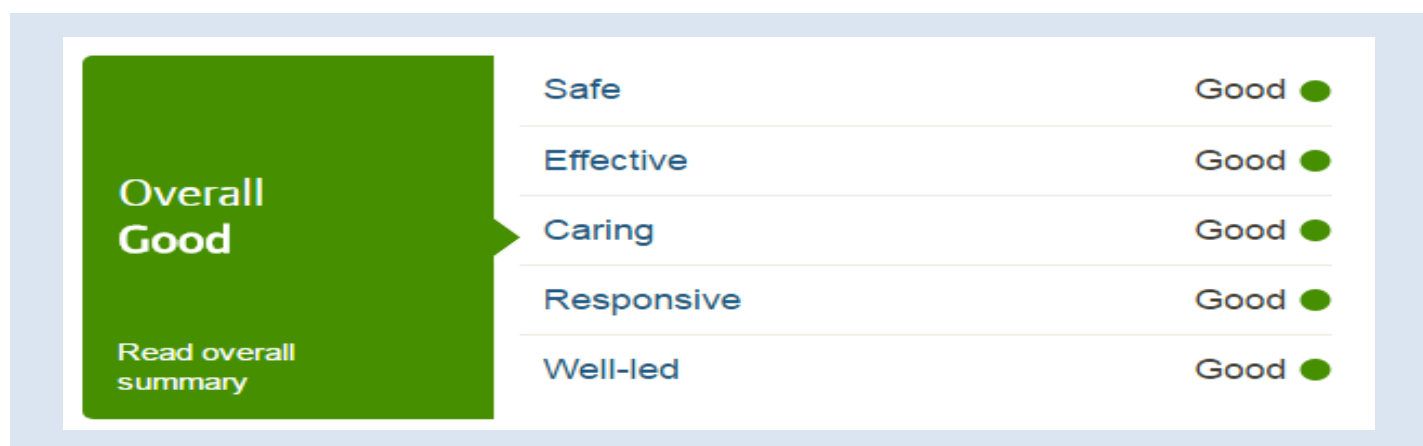 Overall
Good
Read overall
summary
Safe Good
Effective Good
Caring Good
Responsive Good
Well-led Good